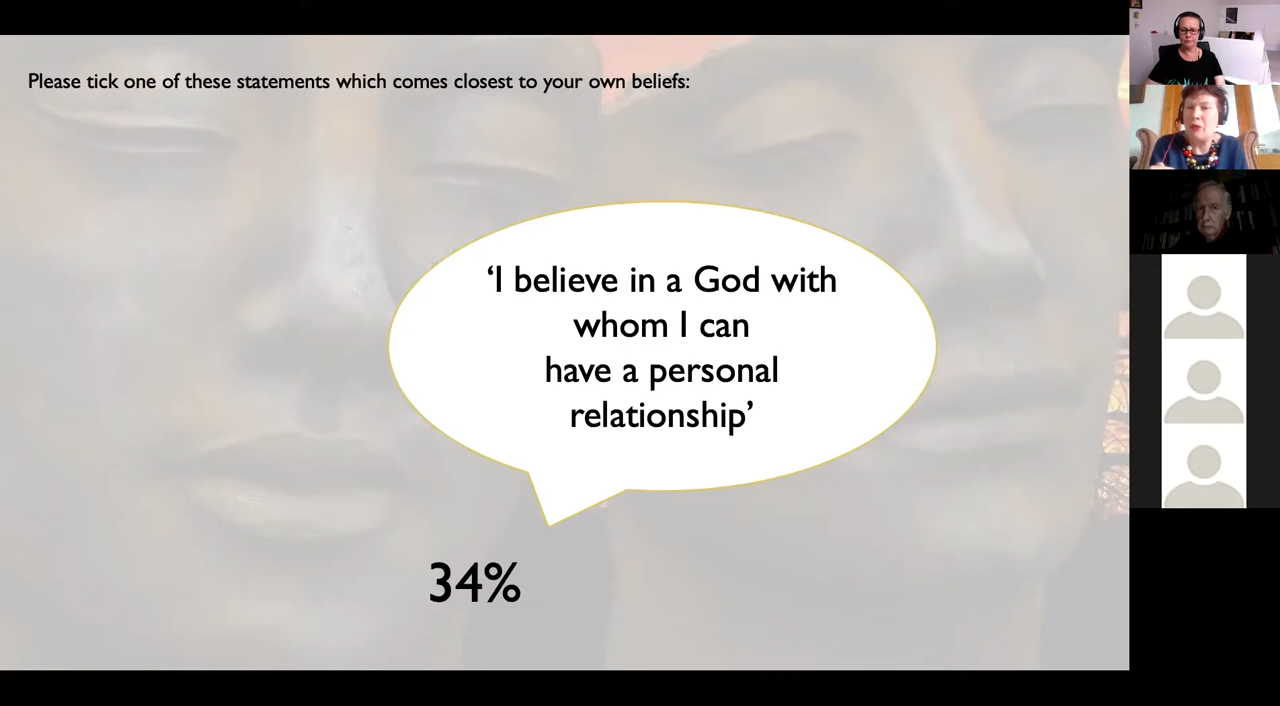 Please tick one of these statements which comes closest to your own beliefs:
‘I believe in a God with
whom I can
have a personal
relationship’
34%